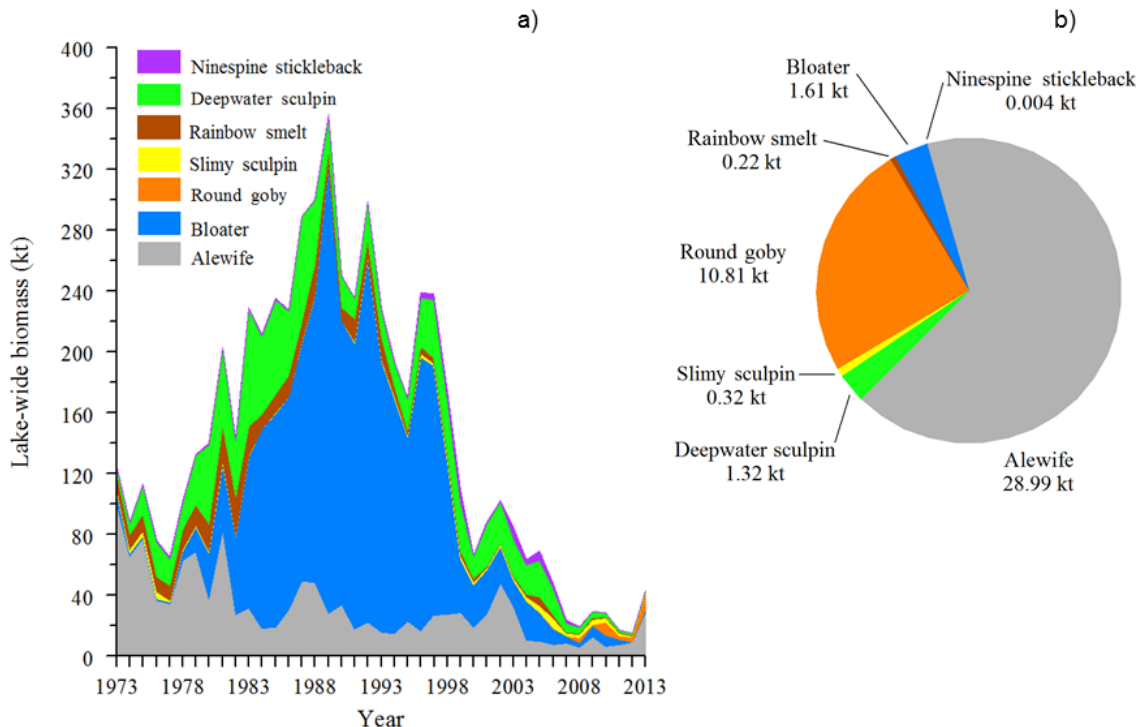 a)
400
360
320
280
240
200
160
120
80
40
0
Lake-wide biomass (kt)
Ninespine stickleback
Deepwater sculpin
Rainbow smelt
Slimy sculpin
Round goby
Bloater
Alewife
1973 1978 1983 1988 1993 1998 2003 2008 2013
Year
b)
Bloater
1.61 kt
Ninespine stickleback
0.004 kt
Rainbow smelt
0.22 kt
Round goby
10.81 kt
Slimy sculpin
0.32 kt
Deepwater sculpin
1.32 kt
Alewife
28.99 kt